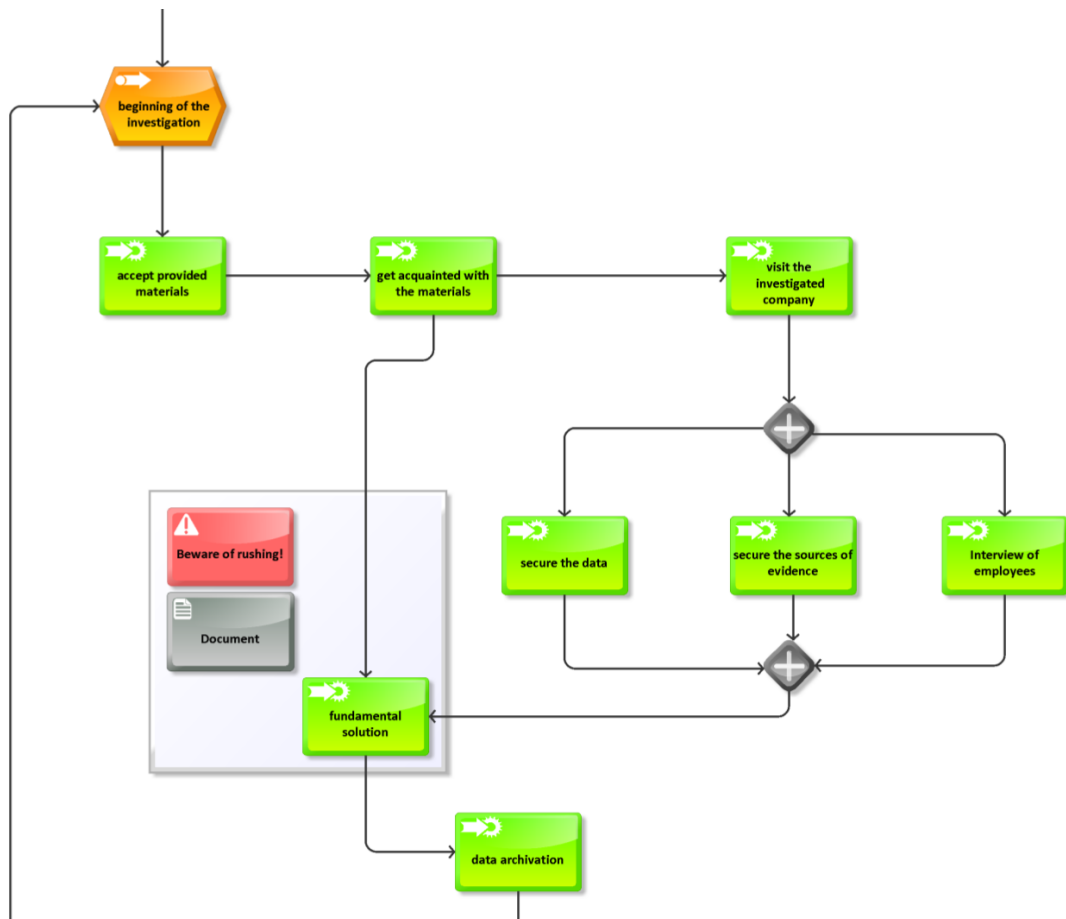 beginning of the
investigation
accept provided
materials
get acquainted with
the materials
visit the
investigated
company
Beware of rushing!
Document
secure the data
secure the sources of
evidence
Interview of
employees
fundamental
solution
data archivation